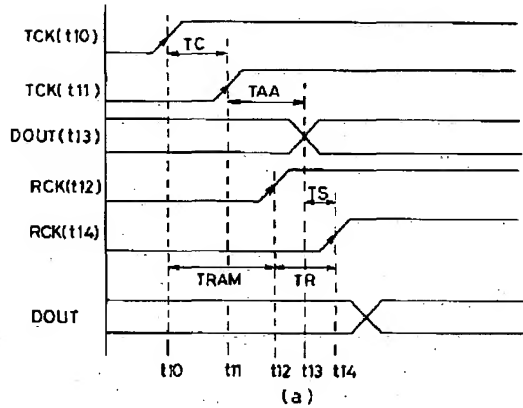 TCK(t10)
TC
TCK(t11)
TAA
DOUT(t13)
RCK(t12)
TS
RCK(t14)
TRAM TR
DOUT
t10 t11 t12 t13 t14
(a)